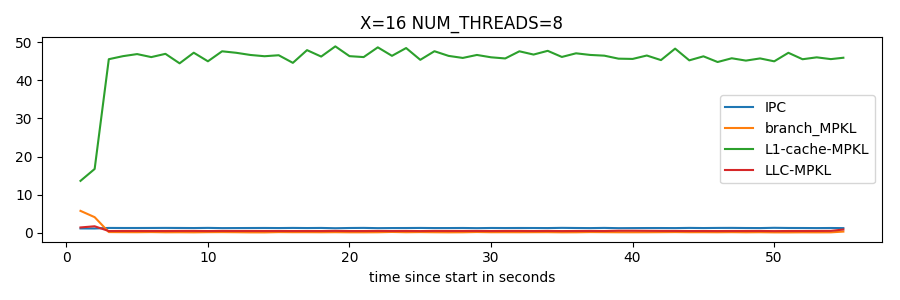 X=16 NUM_THREADS=8
50
40
30
20
10
0
IPC
branch_MPKL
L1-cache-MPKL
LLC-MPKL
0 10 20 30 40 50
time since start in seconds